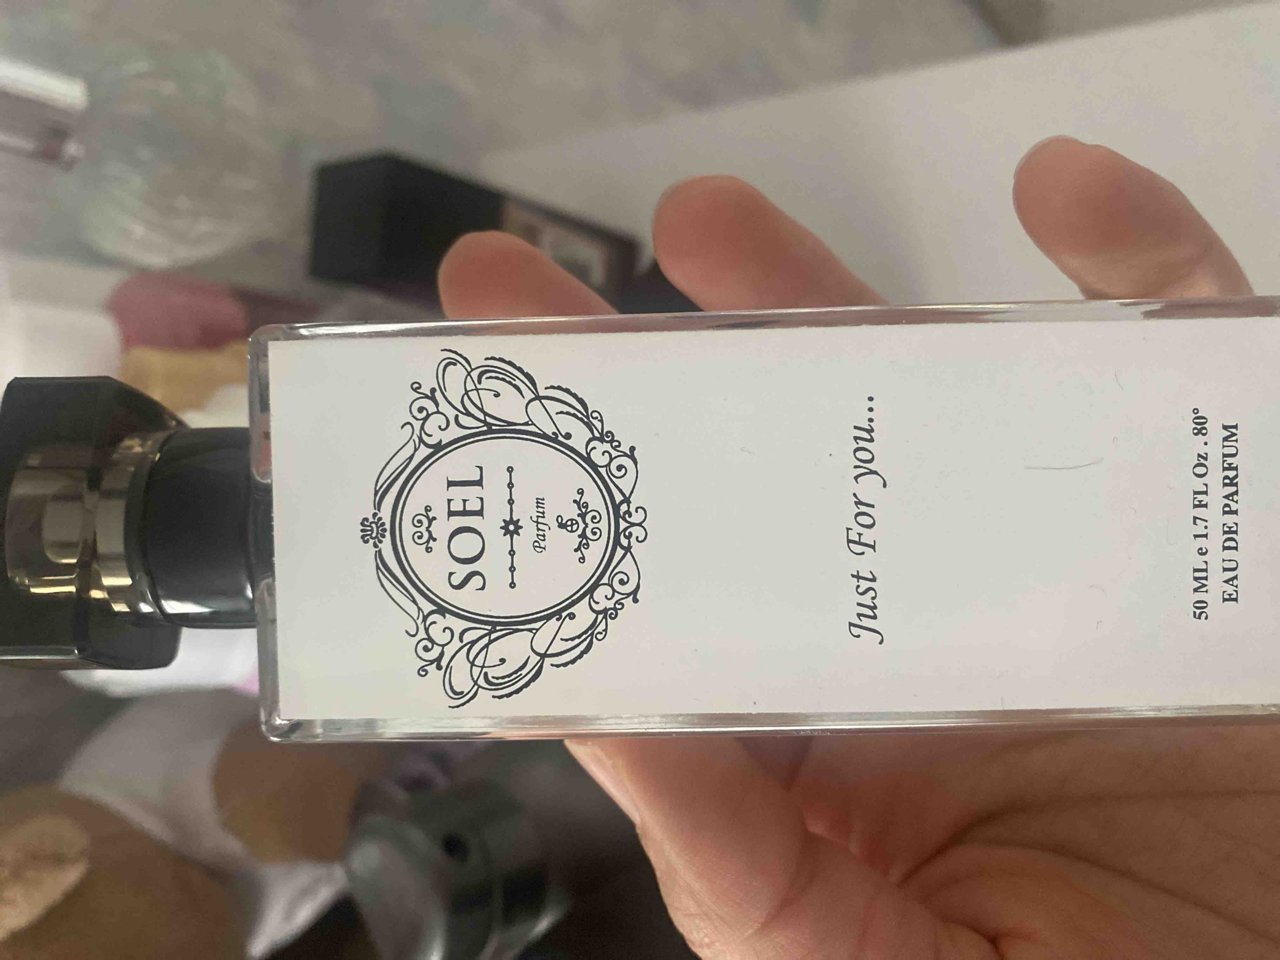 SOEL
Parfum
Just For you...
50 ML e 1.7 FL Oz . 80°
EAU DE PARFUM